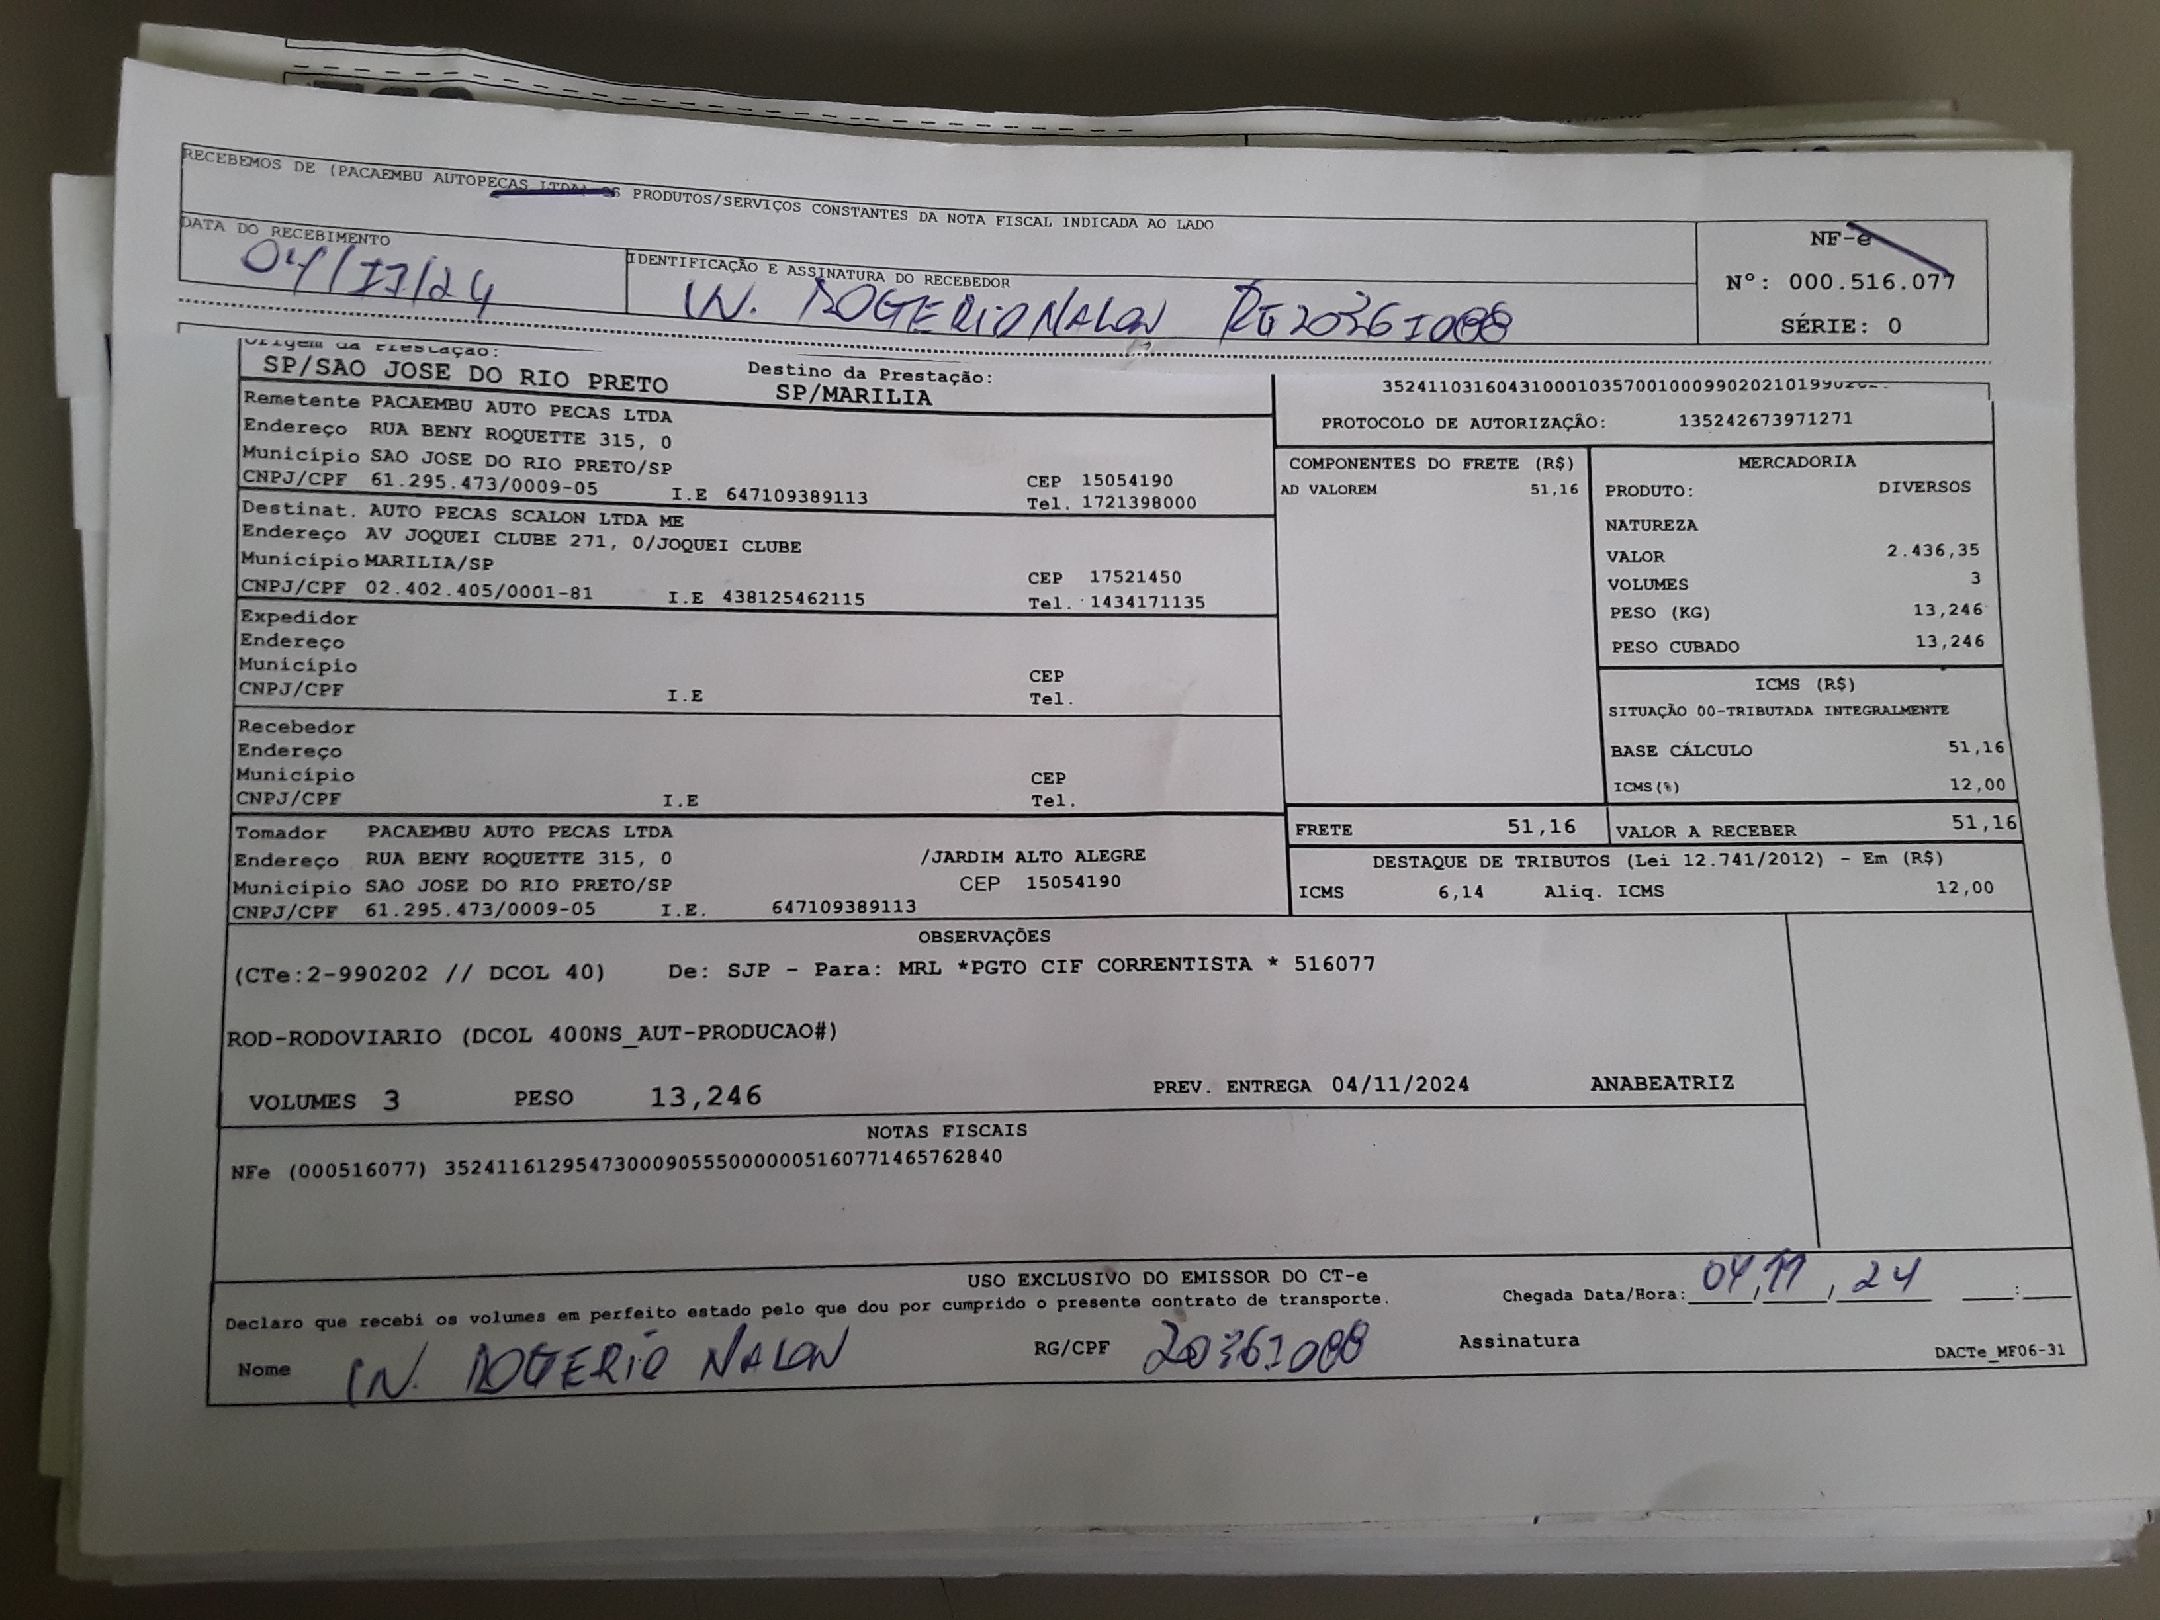 RECEBEMOS DE (PACAEMBU AUTOPECAS LTDA) OS PRODUTOS/SERVIÇOS CONSTANTES DA NOTA FISCAL INDICADA AO LADO
DATA DO RECEBIMENTO
04/11/24
IDENTIFICAÇÃO E ASSINATURA DO RECEBEDOR
ROGERIO NALON RG 20361088
NF-e
Nº: 000.516.077
SÉRIE: 0
Origem da Prestação:
SP/SAO JOSE DO RIO PRETO
Destino da Prestação:
SP/MARILIA
PROTOCOLO DE AUTORIZAÇÃO: 135242673971271
Remetente PACAEMBU AUTO PECAS LTDA
Endereço RUA BENY ROQUETTE 315, 0
Município SAO JOSE DO RIO PRETO/SP CEP 15054190
CNPJ/CPF 61.295.473/0009-05 I.E 647109389113 Tel. 1721398000
Destinat. AUTO PECAS SCALON LTDA ME
Endereço AV JOQUEI CLUBE 271, 0/JOQUEI CLUBE
Município MARILIA/SP CEP 17521450
CNPJ/CPF 02.402.405/0001-81 I.E 438125462115 Tel. 1434171135
Expedidor
Endereço
Município CEP
CNPJ/CPF I.E Tel.
Recebedor
Endereço
Município CEP
CNPJ/CPF I.E Tel.
Tomador PACAEMBU AUTO PECAS LTDA
Endereço RUA BENY ROQUETTE 315, 0 /JARDIM ALTO ALEGRE
Município SAO JOSE DO RIO PRETO/SP CEP 15054190
CNPJ/CPF 61.295.473/0009-05 I.E. 647109389113
COMPONENTES DO FRETE (R$)
AD VALOREM 51,16
MERCADORIA
PRODUTO: DIVERSOS
NATUREZA
VALOR 2.436,35
VOLUMES 3
PESO (KG) 13,246
PESO CUBADO 13,246
ICMS (R$)
SITUAÇÃO 00-TRIBUTADA INTEGRALMENTE
BASE CÁLCULO 51,16
ICMS(%) 12,00
FRETE 51,16 VALOR A RECEBER 51,16
DESTAQUE DE TRIBUTOS (Lei 12.741/2012) - Em (R$)
ICMS 6,14 Aliq. ICMS 12,00
OBSERVAÇÕES
(CTe:2-990202 // DCOL 40) De: SJP - Para: MRL *PGTO CIF CORRENTISTA * 516077
ROD-RODOVIARIO (DCOL 400NS_AUT-PRODUCAO#)
VOLUMES 3 PESO 13,246 PREV. ENTREGA 04/11/2024 ANABEATRIZ
NOTAS FISCAIS
NFe (000516077) 35241161295473000905550000005160771465762840
USO EXCLUSIVO DO EMISSOR DO CT-e
Declaro que recebi os volumes em perfeito estado pelo que dou por cumprido o presente contrato de transporte.
Chegada Data/Hora: 04, 11, 24 :
Nome ROGERIO NALON RG/CPF 20361088 Assinatura
DACTe_MF06-31